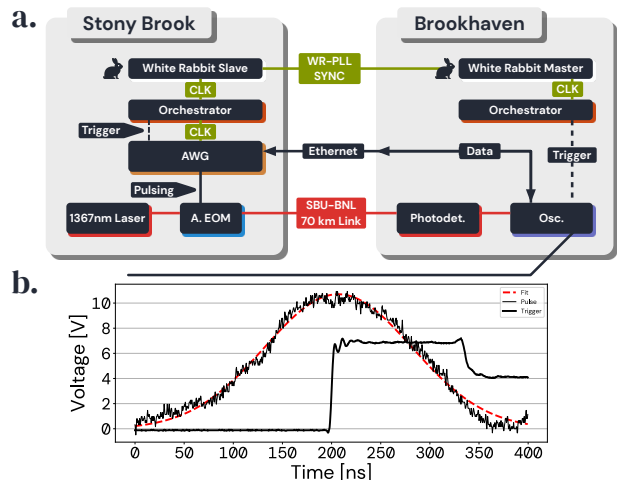 a.
Stony Brook
Brookhaven
White Rabbit Slave
WR-PLL
SYNC
White Rabbit Master
CLK
CLK
Orchestrator
Orchestrator
Trigger
CLK
AWG
Ethernet
Data
Trigger
Pulsing
1367nm Laser
A. EOM
SBU-BNL
70 km Link
Photodet.
Osc.
b.
Voltage [V]
10
8
6
4
2
0
Fit
Pulse
Trigger
0
50
100
150
200
250
300
350
400
Time [ns]